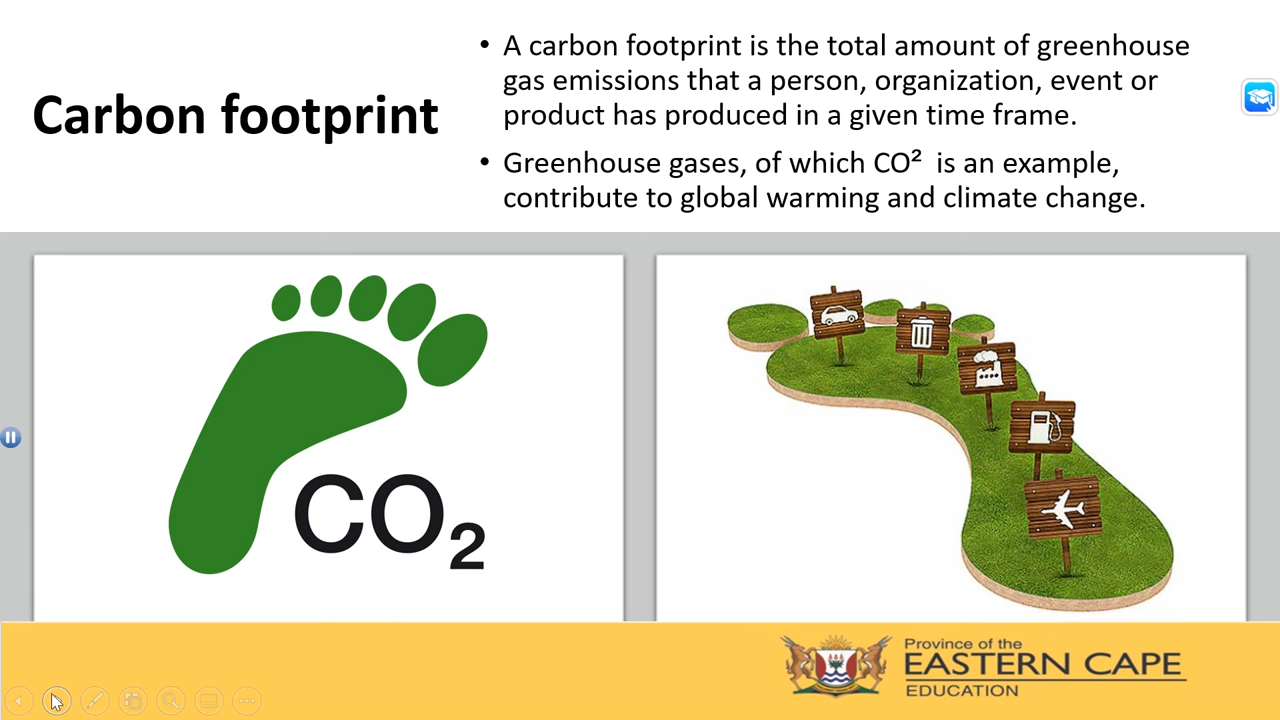 Carbon footprint
• A carbon footprint is the total amount of greenhouse
gas emissions that a person, organization, event or
product has produced in a given time frame.
• Greenhouse gases, of which CO² is an example,
contribute to global warming and climate change.
CO₂
Province of the
EASTERN CAPE
EDUCATION